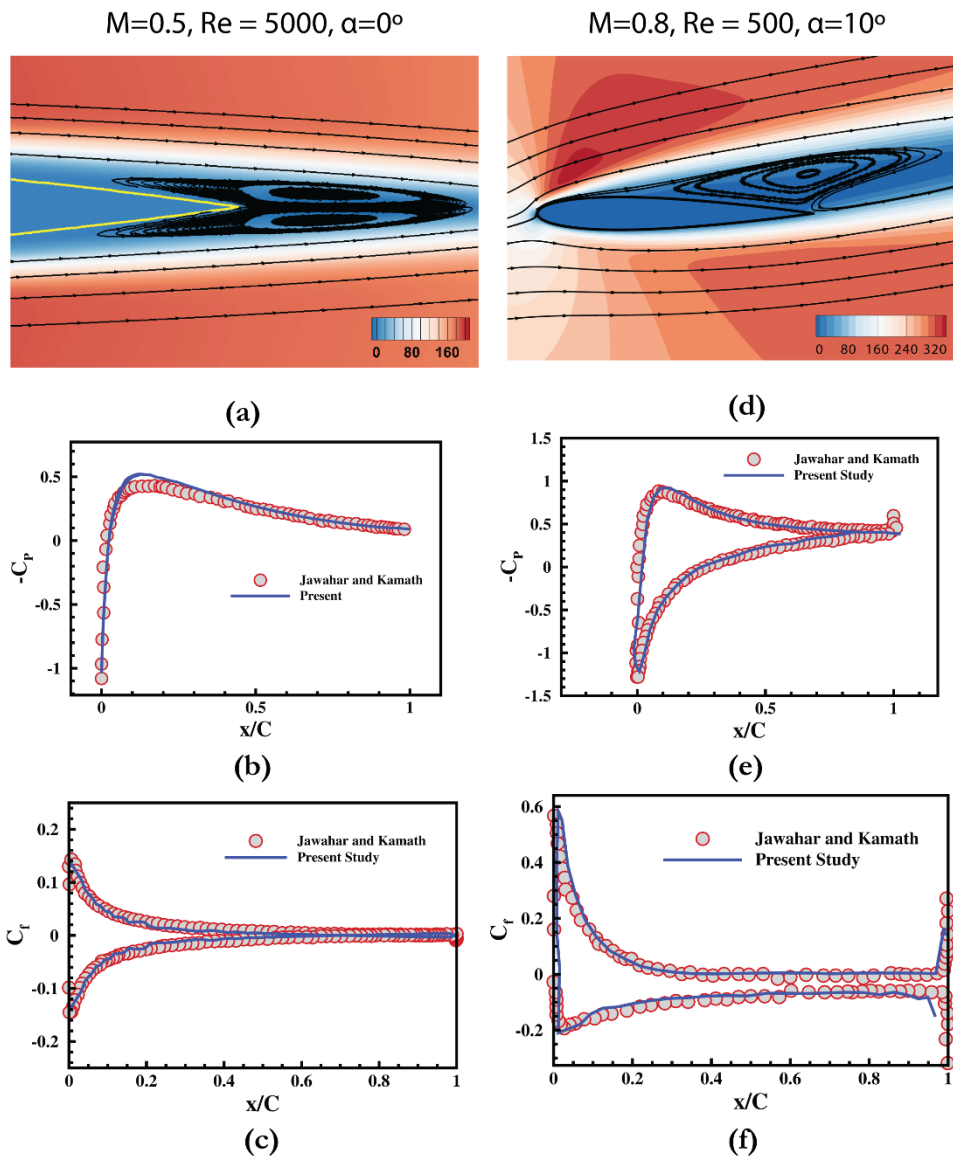 M=0.5, Re = 5000, α=0º
M=0.8, Re = 500, α=10º
0 80 160
0 80 160 240 320
(a)
(d)
-C_P
0.5
0
-0.5
-1
Jawahar and Kamath
Present
0 0.5 1
x/C
(b)
-C_P
1.5
1
0.5
0
-0.5
-1
-1.5
Jawahar and Kamath
Present Study
0 0.5 1
x/C
(e)
C_f
0.2
0.1
0
-0.1
-0.2
Jawahar and Kamath
Present Study
0 0.2 0.4 0.6 0.8 1
x/C
(c)
C_f
0.6
0.4
0.2
0
-0.2
Jawahar and Kamath
Present Study
0 0.2 0.4 0.6 0.8 1
x/C
(f)